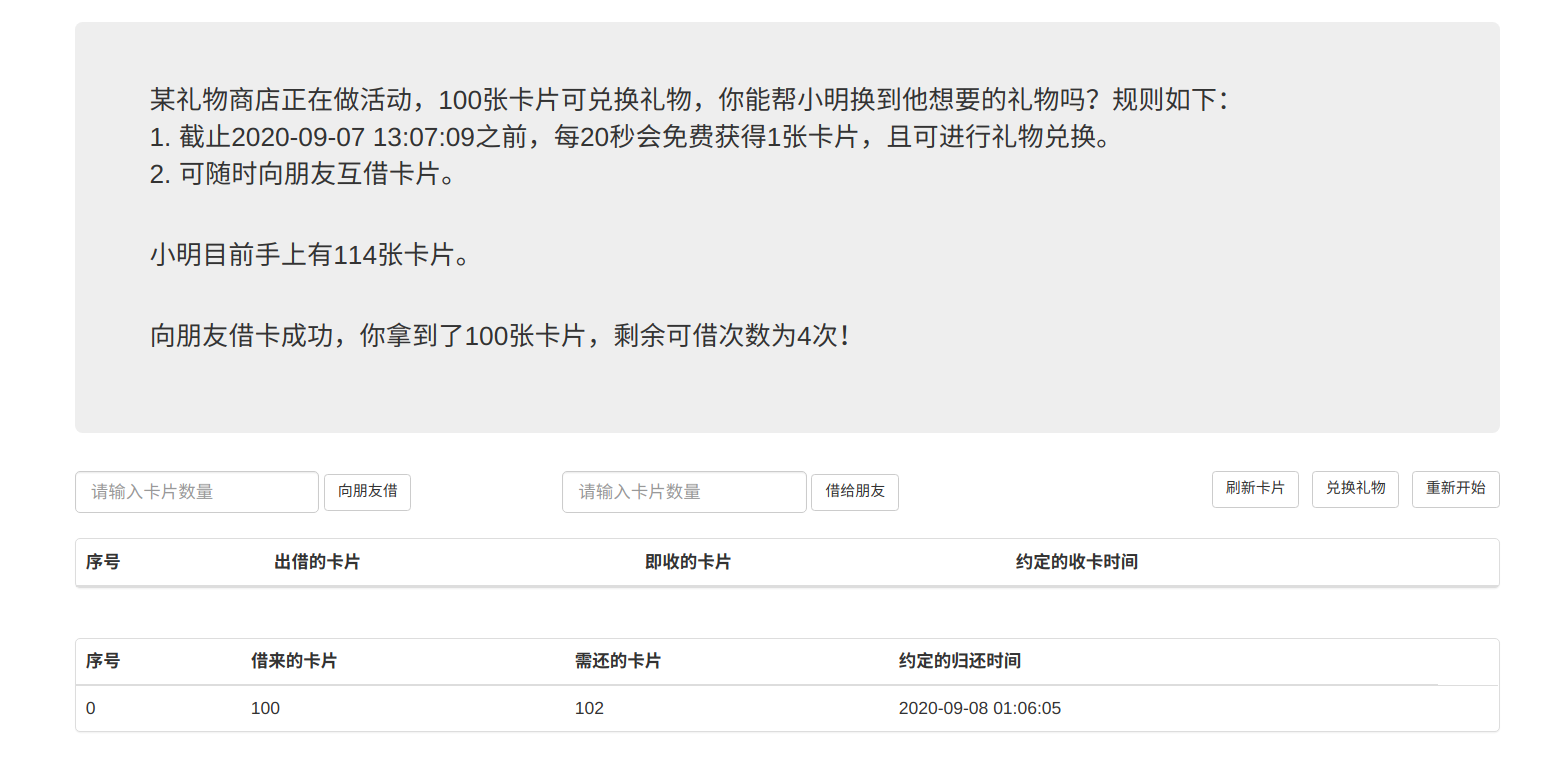 某礼物商店正在做活动，100张卡片可兑换礼物，你能帮小明换到他想要的礼物吗？规则如下：
1. 截止2020-09-07 13:07:09之前，每20秒会免费获得1张卡片，且可进行礼物兑换。
2. 可随时向朋友互借卡片。
小明目前手上有114张卡片。
向朋友借卡成功，你拿到了100张卡片，剩余可借次数为4次！
请输入卡片数量 向朋友借 请输入卡片数量 借给朋友 刷新卡片 兑换礼物 重新开始
序号 出借的卡片 即收的卡片 约定的收卡时间
序号 借来的卡片 需还的卡片 约定的归还时间
0 100 102 2020-09-08 01:06:05